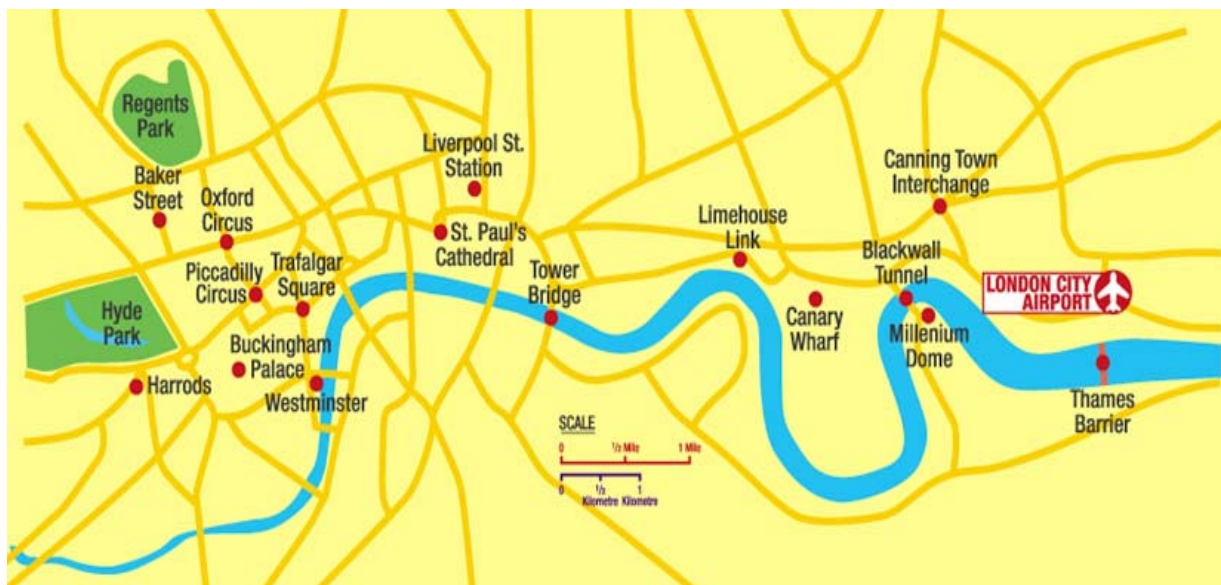 Regents
Park
Baker
Street
Oxford
Circus
Liverpool St.
Station
St. Paul's
Cathedral
Piccadilly
Circus
Trafalgar
Square
Hyde
Park
Harrods
Buckingham
Palace
Westminster
Tower
Bridge
Limehouse
Link
Canary
Wharf
Canning Town
Interchange
Blackwall
Tunnel
Millenium
Dome
LONDON CITY
AIRPORT
Thames
Barrier
SCALE
0 1/2 Mile 1 Mile
0 1/2 1
Kilometre Kilometre